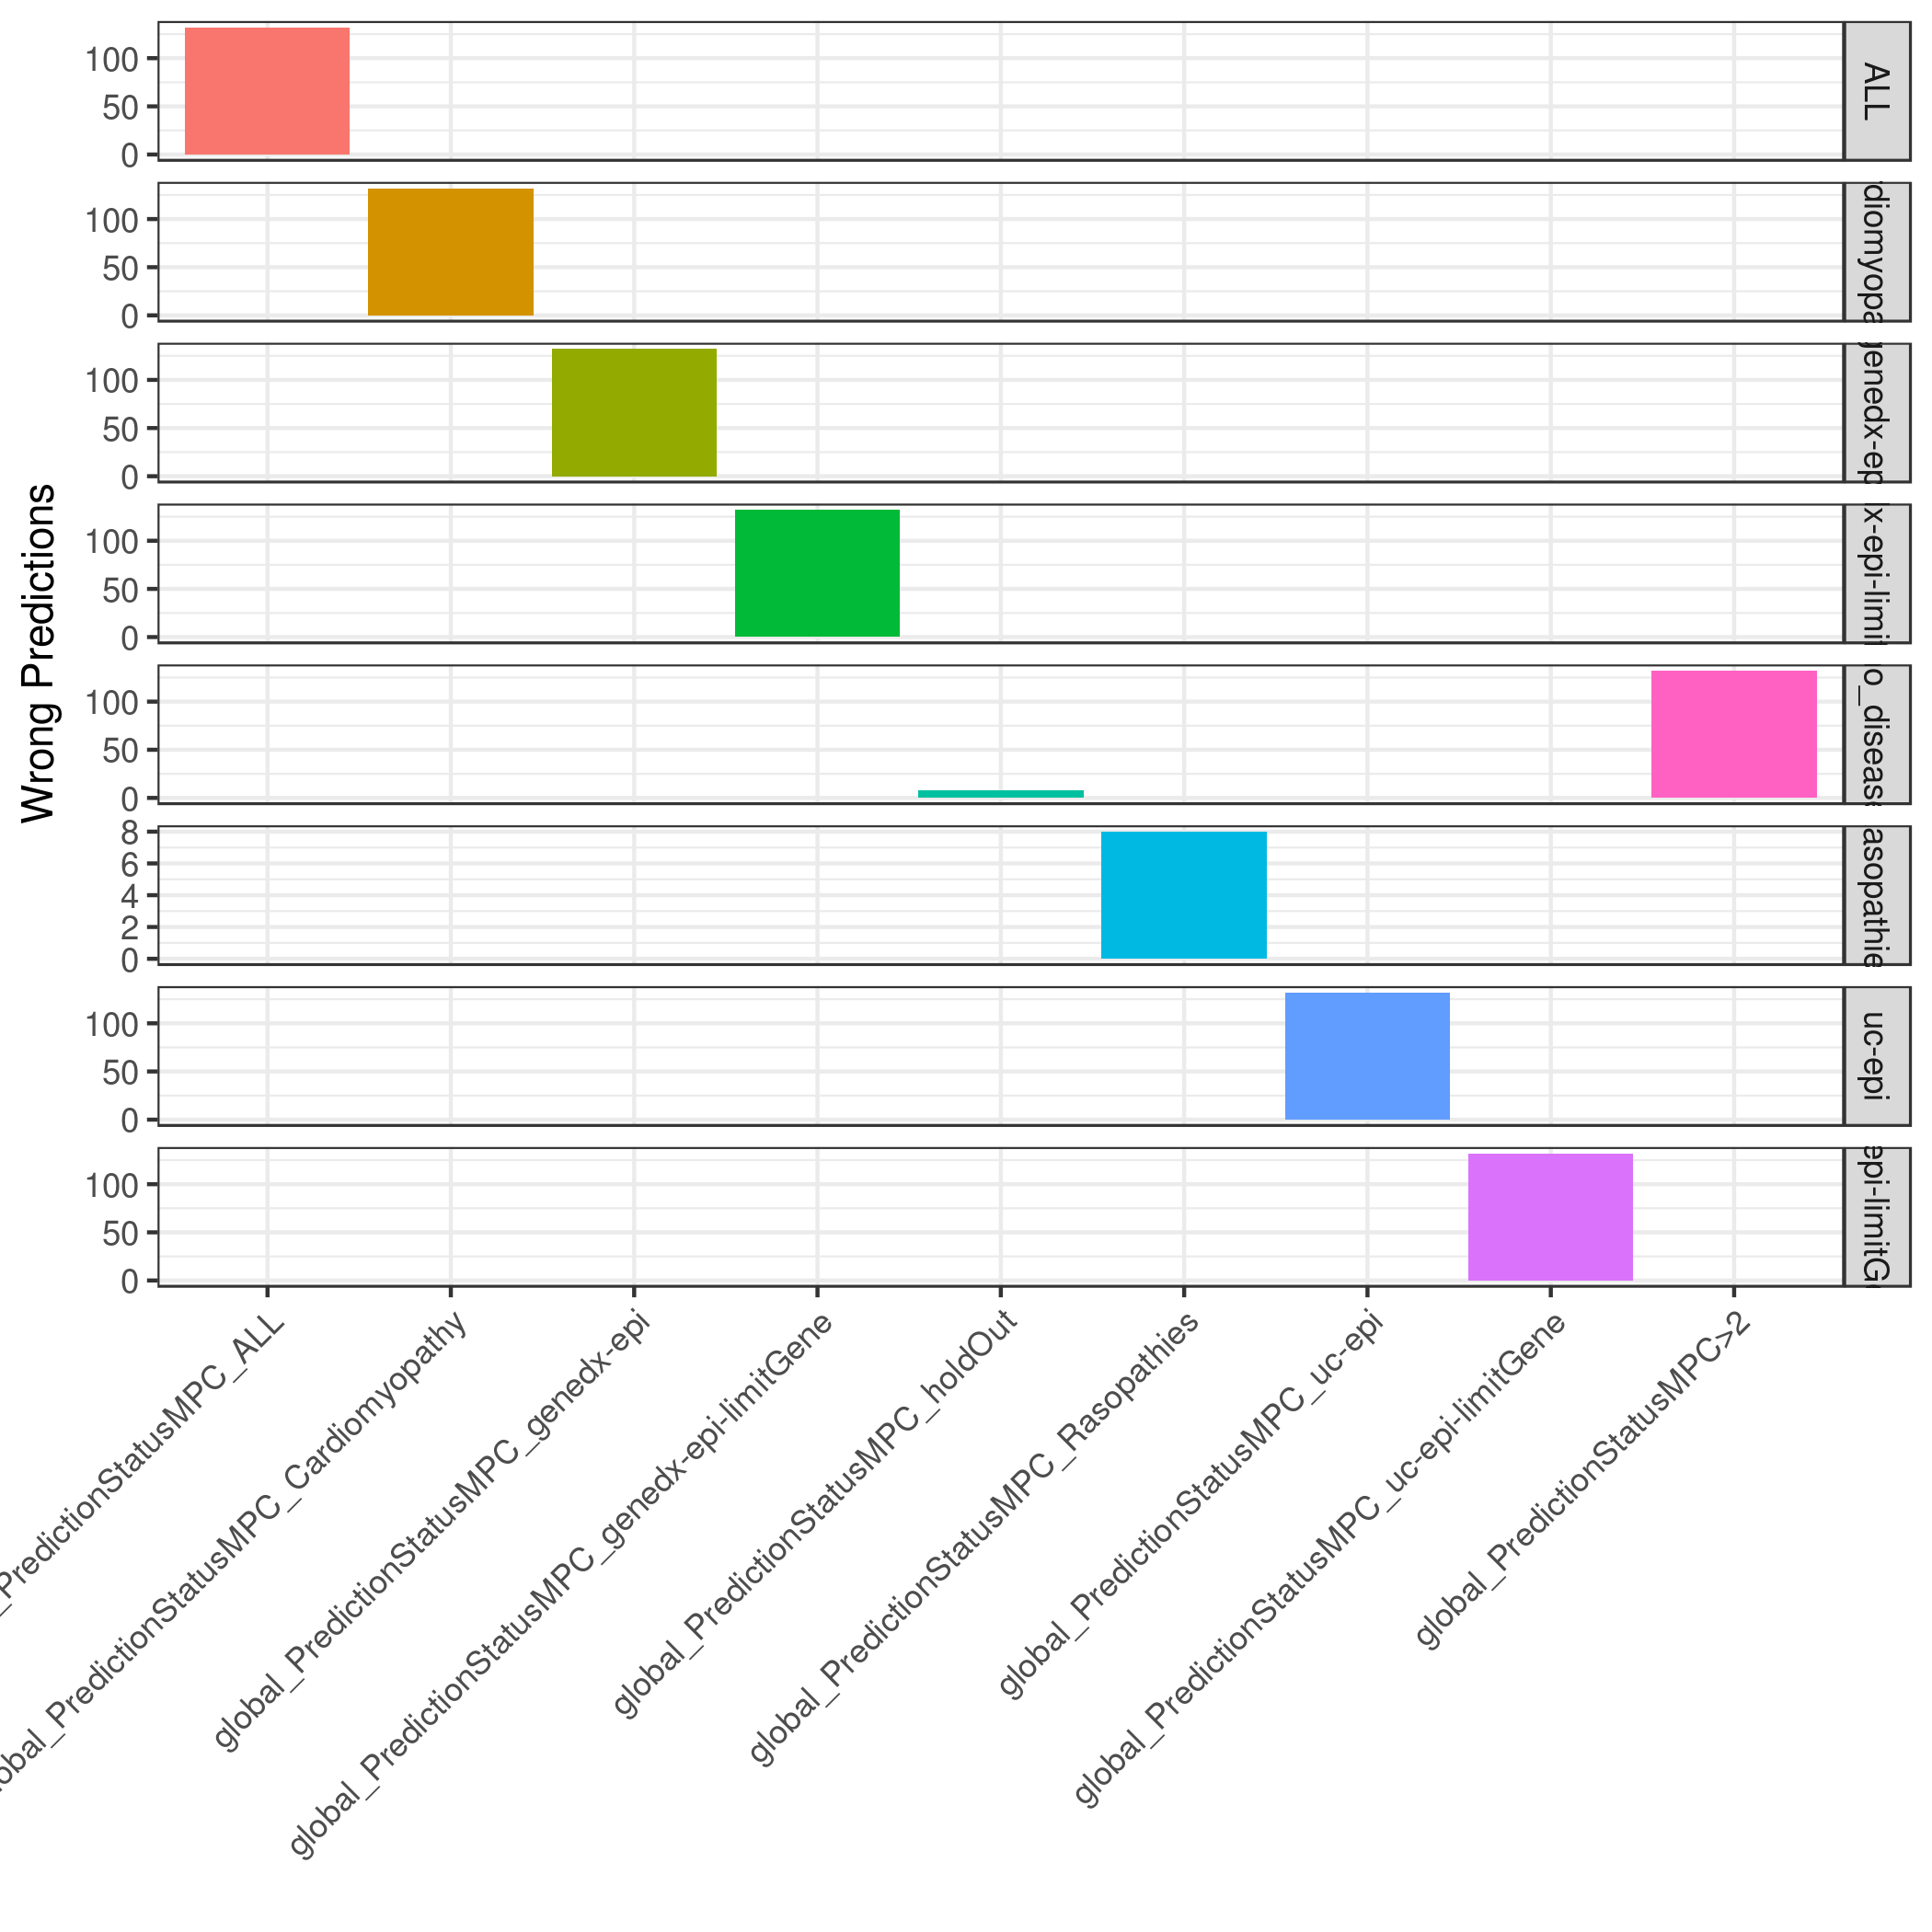 Wrong Predictions
100
50
0
ALL
100
50
0
diomyopa
100
50
0
genedx-ep
100
50
0
x-epi-limit
100
50
0
o_diseas
8
6
4
2
0
asopathie
100
50
0
uc-epi
100
50
0
epi-limitG
_PredictionStatusMPC_ALL
obal_PredictionStatusMPC_Cardiomyopathy
global_PredictionStatusMPC_genedx-epi
global_PredictionStatusMPC_genedx-epi-limitGene
global_PredictionStatusMPC_holdOut
global_PredictionStatusMPC_Rasopathies
global_PredictionStatusMPC_uc-epi
global_PredictionStatusMPC_uc-epi-limitGene
global_PredictionStatusMPC>2